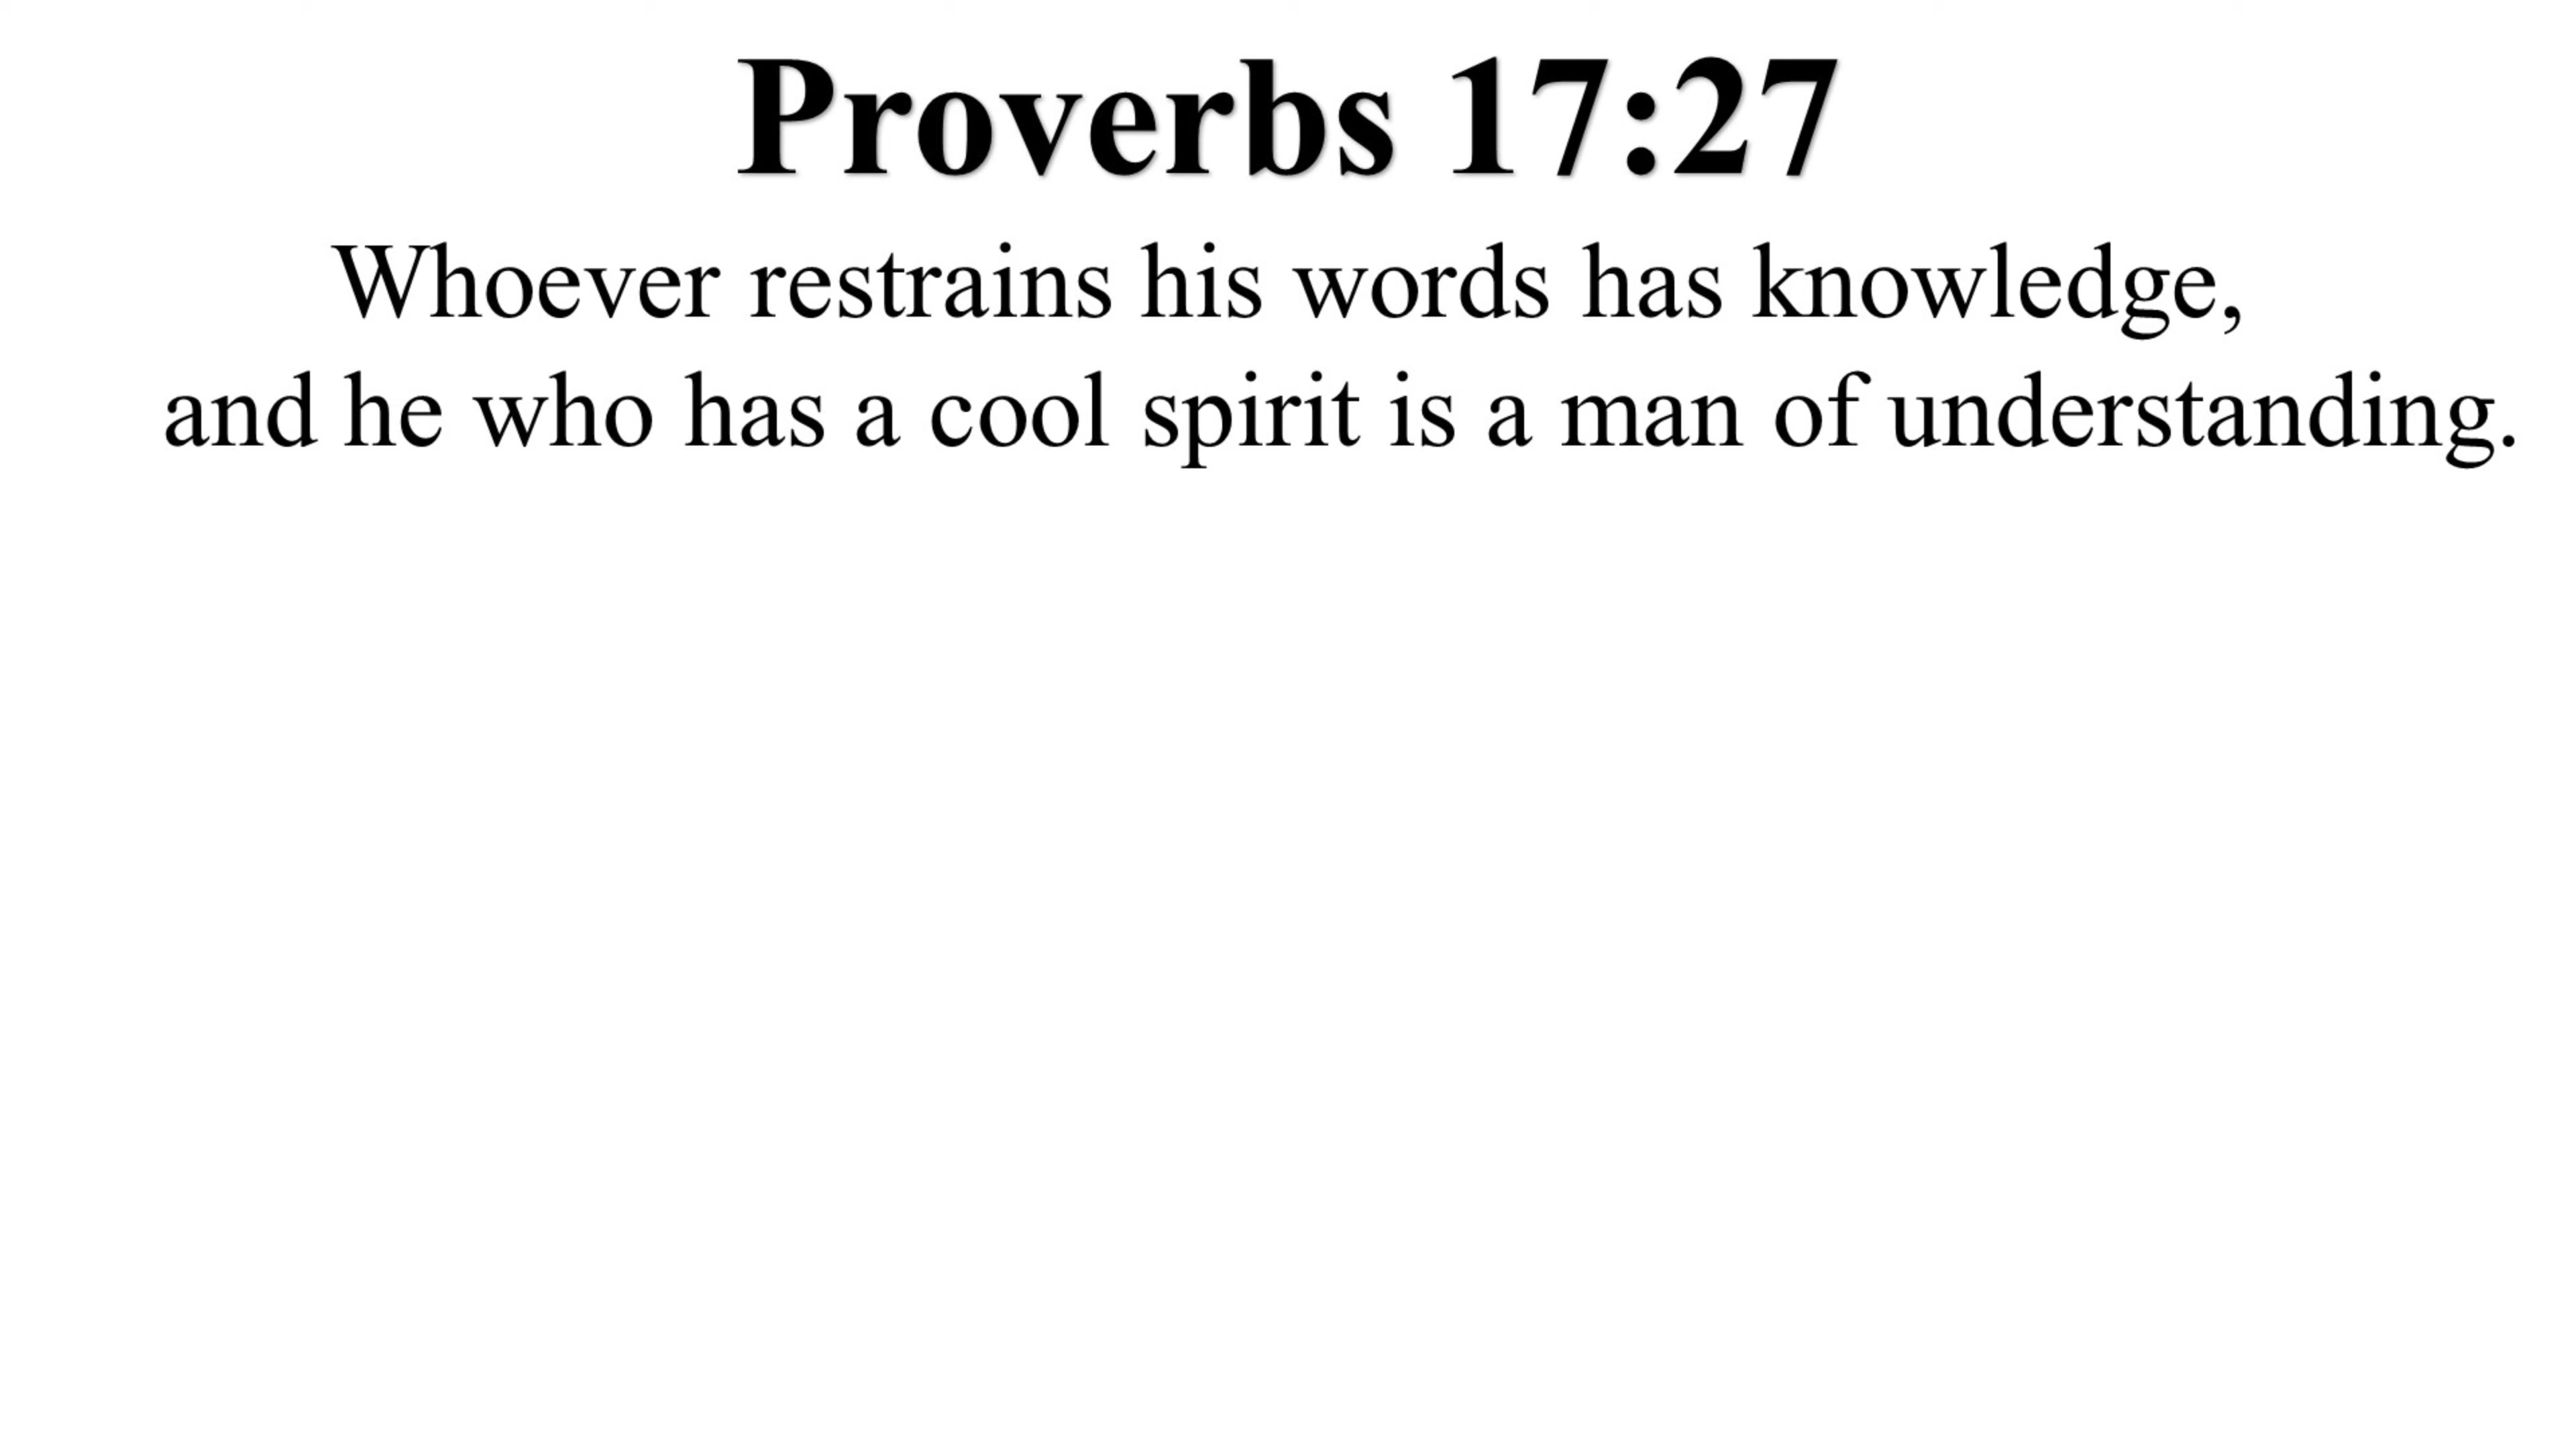 Proverbs 17:27
Whoever restrains his words has knowledge,
and he who has a cool spirit is a man of understanding.